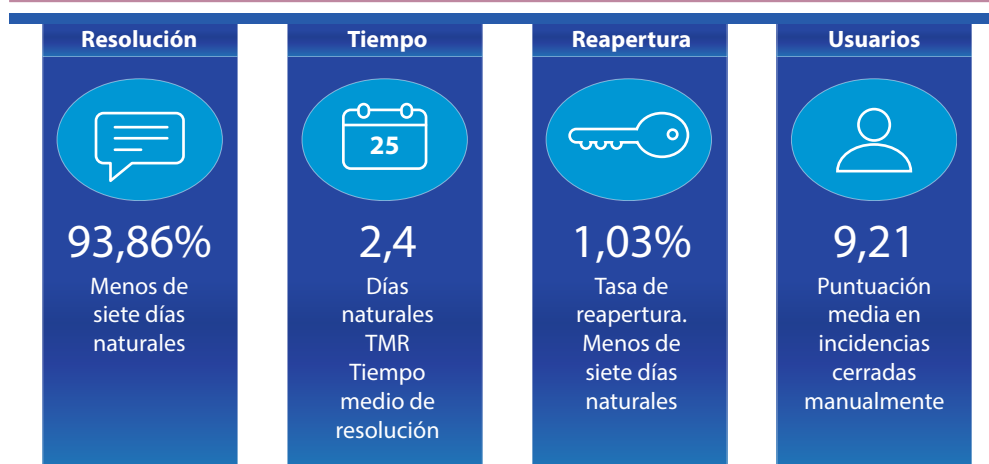 Resolución
93,86%
Menos de
siete días
naturales
Tiempo
25
2,4
Días
naturales
TMR
Tiempo
medio de
resolución
Reapertura
1,03%
Tasa de
reapertura.
Menos de
siete días
naturales
Usuarios
9,21
Puntuación
media en
incidencias
cerradas
manualmente